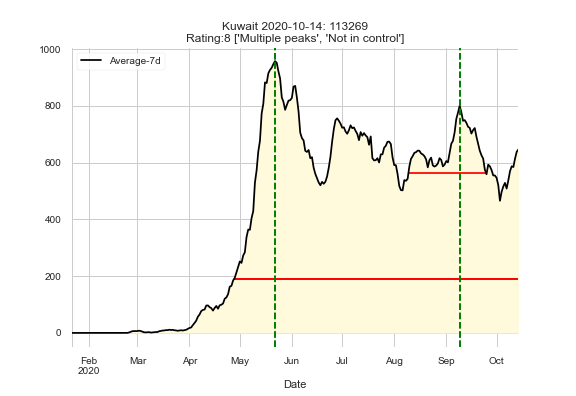 Kuwait 2020-10-14: 113269
Rating:8 ['Multiple peaks', 'Not in control']
Average-7d
1000
800
600
400
200
0
Feb Mar Apr May Jun Jul Aug Sep Oct
2020
Date